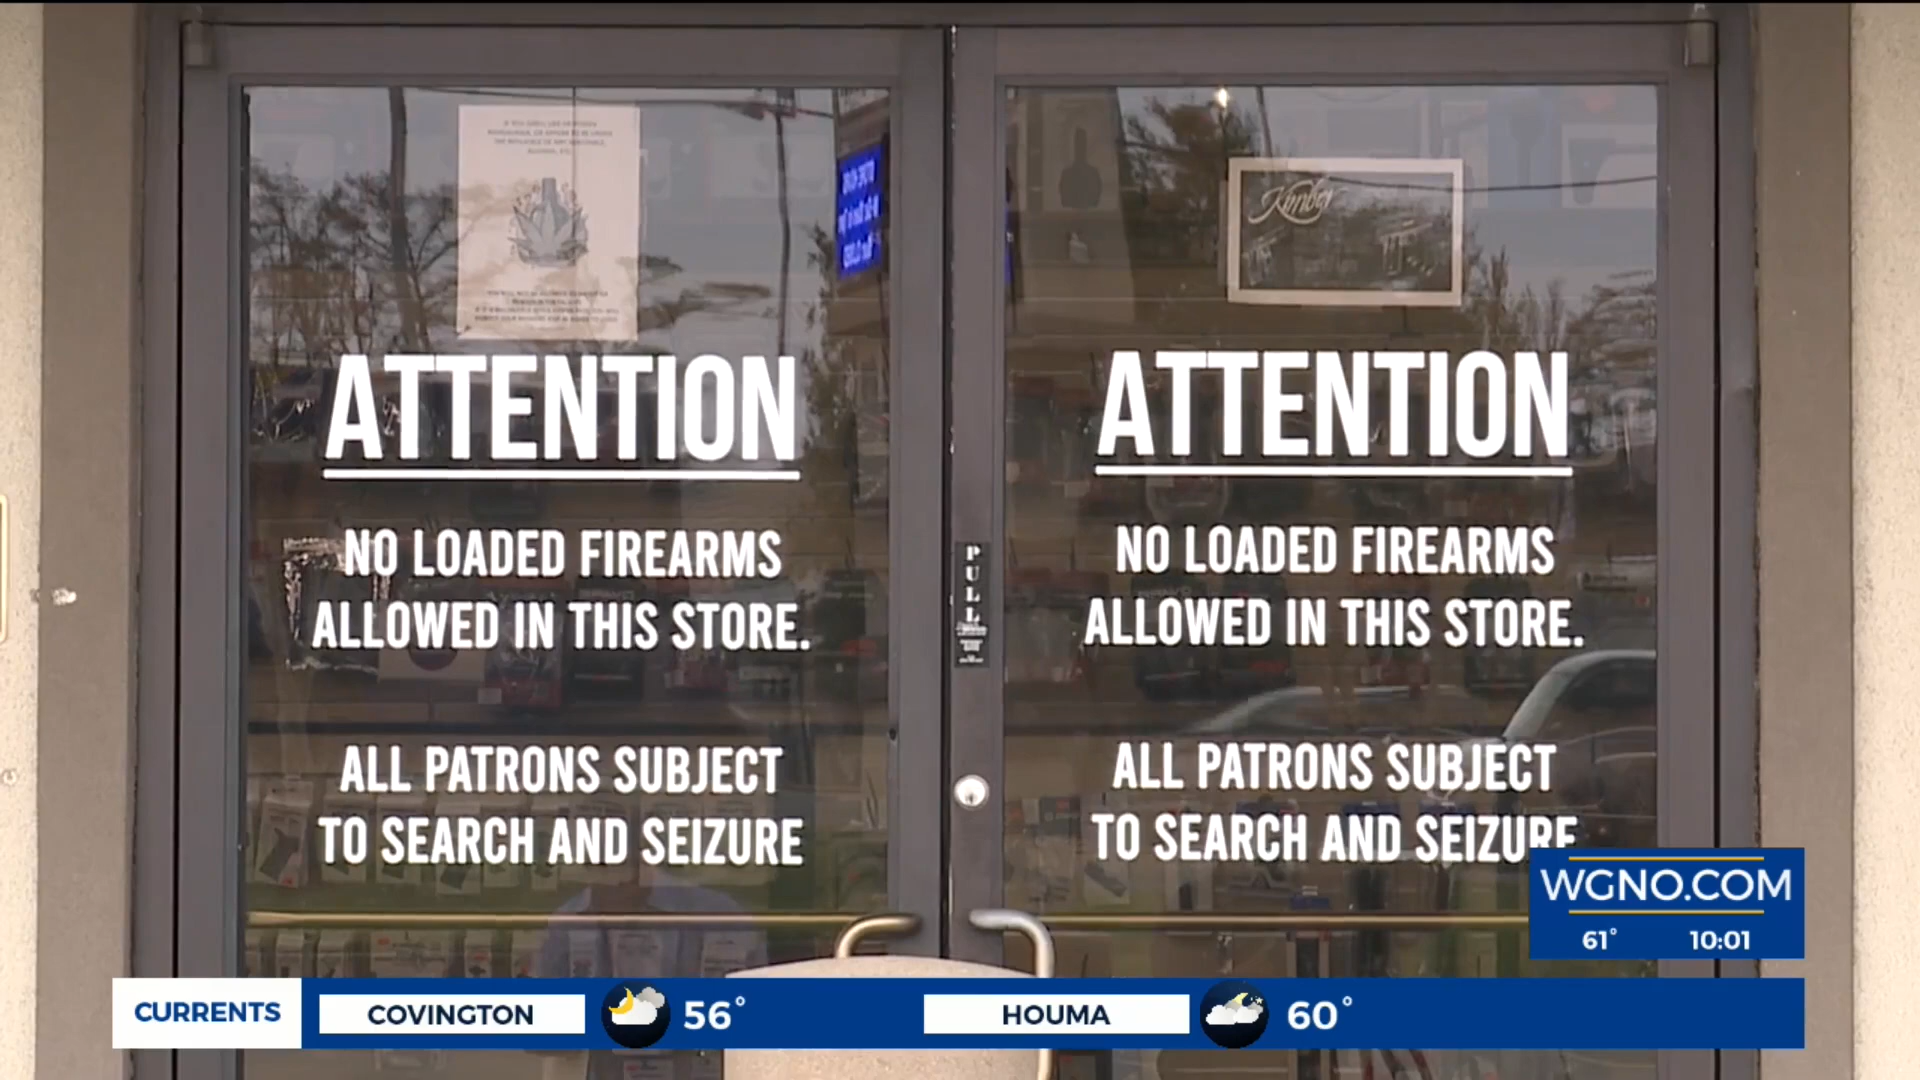 Kimber
ATTENTION
NO LOADED FIREARMS
ALLOWED IN THIS STORE.
ALL PATRONS SUBJECT
TO SEARCH AND SEIZURE
PULL
ATTENTION
NO LOADED FIREARMS
ALLOWED IN THIS STORE.
ALL PATRONS SUBJECT
TO SEARCH AND SEIZURE
WGNO.COM
61° 10:01
CURRENTS COVINGTON 56° HOUMA 60°